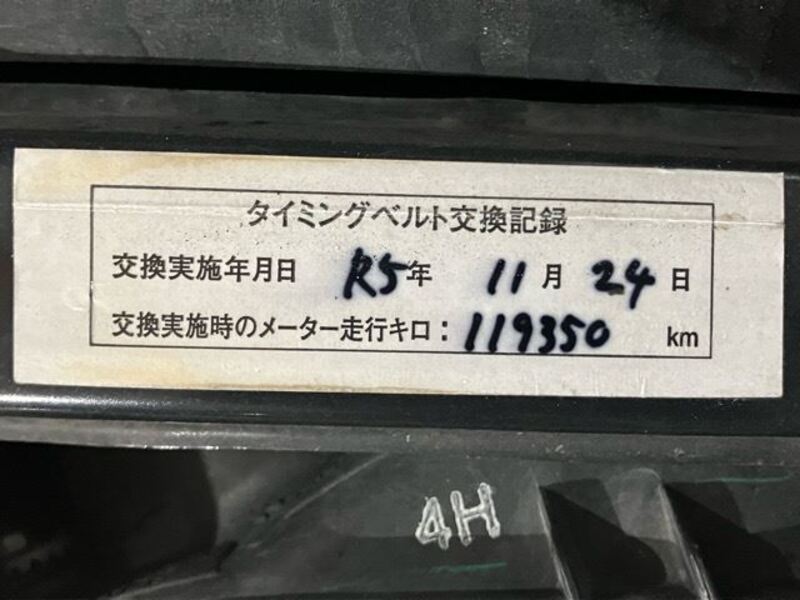 タイミングベルト交換記録
交換実施年月日 R5年 11月 24日
交換実施時のメーター走行キロ：119350 km
4H